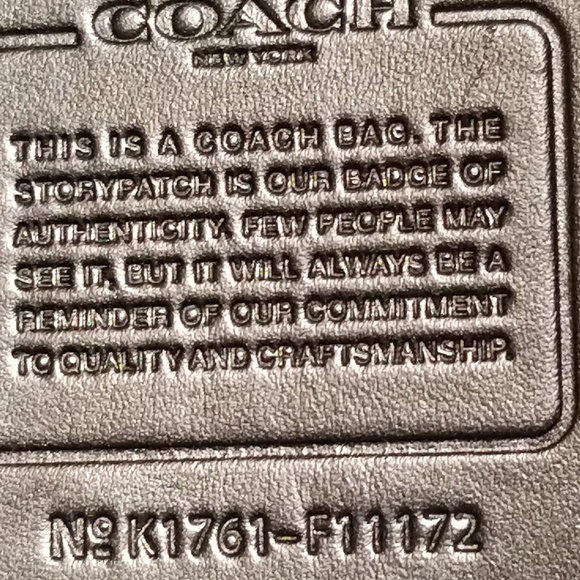 COACH
NEW YORK
THIS IS A COACH BAG. THE
STORYPATCH IS OUR BADGE OF
AUTHENTICITY. FEW PEOPLE MAY
SEE IT, BUT IT WILL ALWAYS BE A
REMINDER OF OUR COMMITMENT
TO QUALITY AND CRAFTSMANSHIP.
Nº K1761-F11172